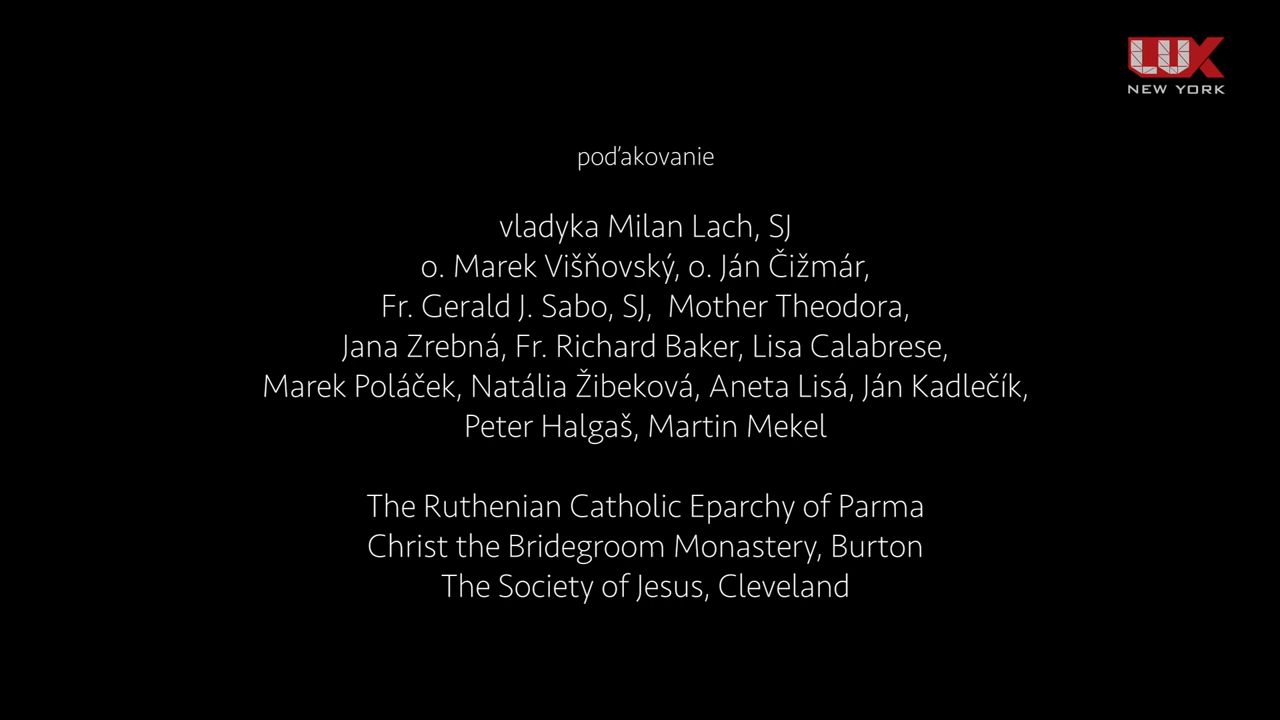 LUX
NEW YORK
poďakovanie
vladyka Milan Lach, SJ
o. Marek Višňovský, o. Ján Čižmár,
Fr. Gerald J. Sabo, SJ, Mother Theodora,
Jana Zrebná, Fr. Richard Baker, Lisa Calabrese,
Marek Poláček, Natália Žibeková, Aneta Lisá, Ján Kadlečík,
Peter Halgaš, Martin Mekel
The Ruthenian Catholic Eparchy of Parma
Christ the Bridegroom Monastery, Burton
The Society of Jesus, Cleveland